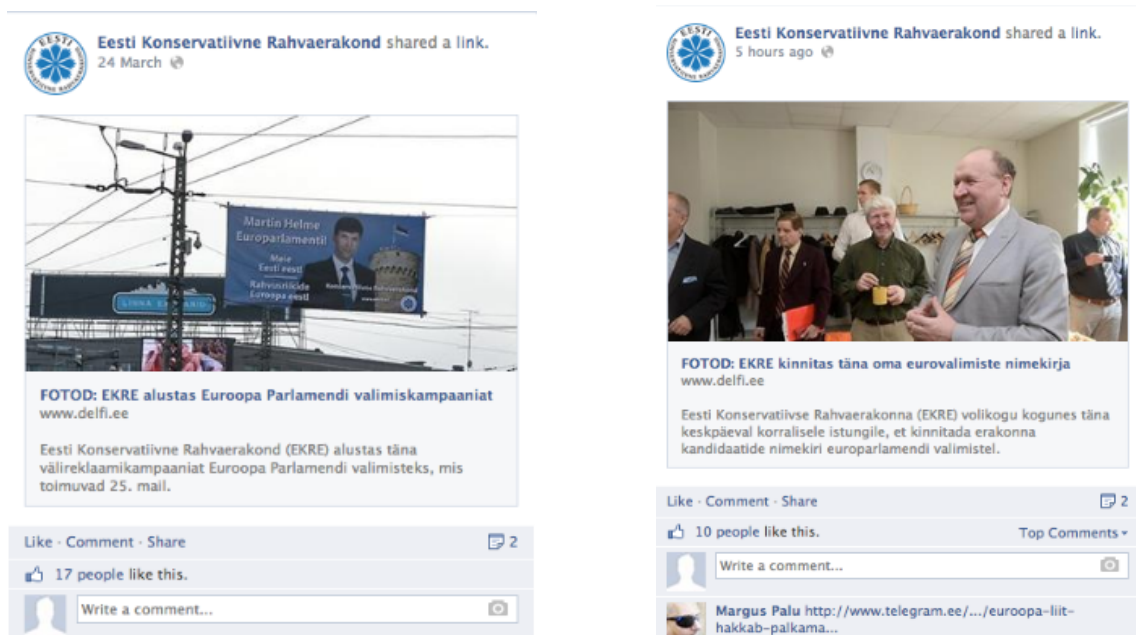 Eesti Konservatiivne Rahvaerakond shared a link.
24 March
Martin Helme
Europarlamenti!
Meie
Eesti eest!
Rahvusriikide
Euroopa eest!
Konservatiivne Rahvaerakond
LINNA EHITUS
FOTOD: EKRE alustas Euroopa Parlamendi valimiskampaaniat
www.delfi.ee
Eesti Konservatiivne Rahvaerakond (EKRE) alustas täna
välireklaamikampaaniat Euroopa Parlamendi valimisteks, mis
toimuvad 25. mail.
Like · Comment · Share
2
17 people like this.
Write a comment...
Eesti Konservatiivne Rahvaerakond shared a link.
5 hours ago
FOTOD: EKRE kinnitas täna oma eurovalimiste nimekirja
www.delfi.ee
Eesti Konservatiivse Rahvaerakonna (EKRE) volikogu kogunes täna
keskpäeval korralisele istungile, et kinnitada erakonna
kandidaatide nimekiri europarlamendi valimistel.
Like · Comment · Share
2
10 people like this.
Top Comments
Write a comment...
Margus Palu http://www.telegram.ee/.../euroopa-liit-
hakkab-palkama...